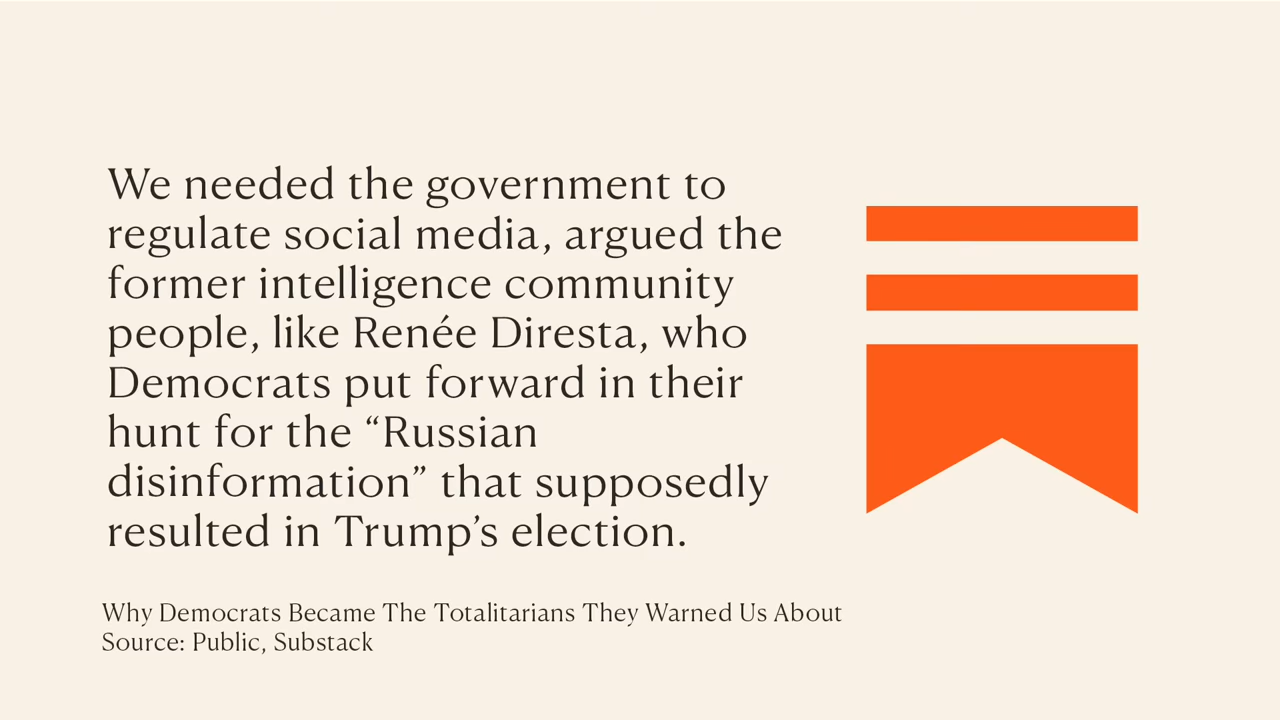 We needed the government to
regulate social media, argued the
former intelligence community
people, like Renée Diresta, who
Democrats put forward in their
hunt for the “Russian
disinformation” that supposedly
resulted in Trump’s election.
Why Democrats Became The Totalitarians They Warned Us About
Source: Public, Substack